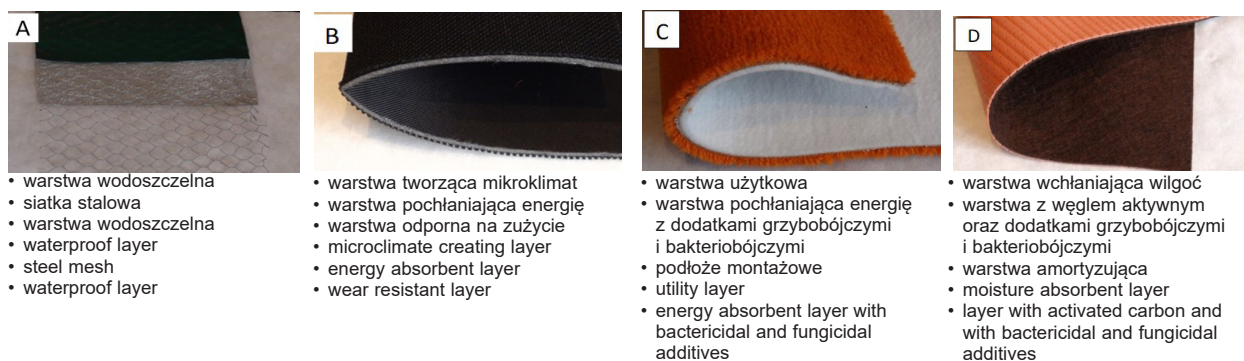 A
• warstwa wodoszczelna
• siatka stalowa
• warstwa wodoszczelna
• waterproof layer
• steel mesh
• waterproof layer
B
• warstwa tworząca mikroklimat
• warstwa pochłaniająca energię
• warstwa odporna na zużycie
• microclimate creating layer
• energy absorbent layer
• wear resistant layer
C
• warstwa użytkowa
• warstwa pochłaniająca energię
z dodatkami grzybobójczymi
i bakteriobójczymi
• podłoże montażowe
• utility layer
• energy absorbent layer with
bactericidal and fungicidal
additives
D
• warstwa wchłaniająca wilgoć
• warstwa z węglem aktywnym
oraz dodatkami grzybobójczymi
i bakteriobójczymi
• warstwa amortyzująca
• moisture absorbent layer
• layer with activated carbon and
with bactericidal and fungicidal
additives